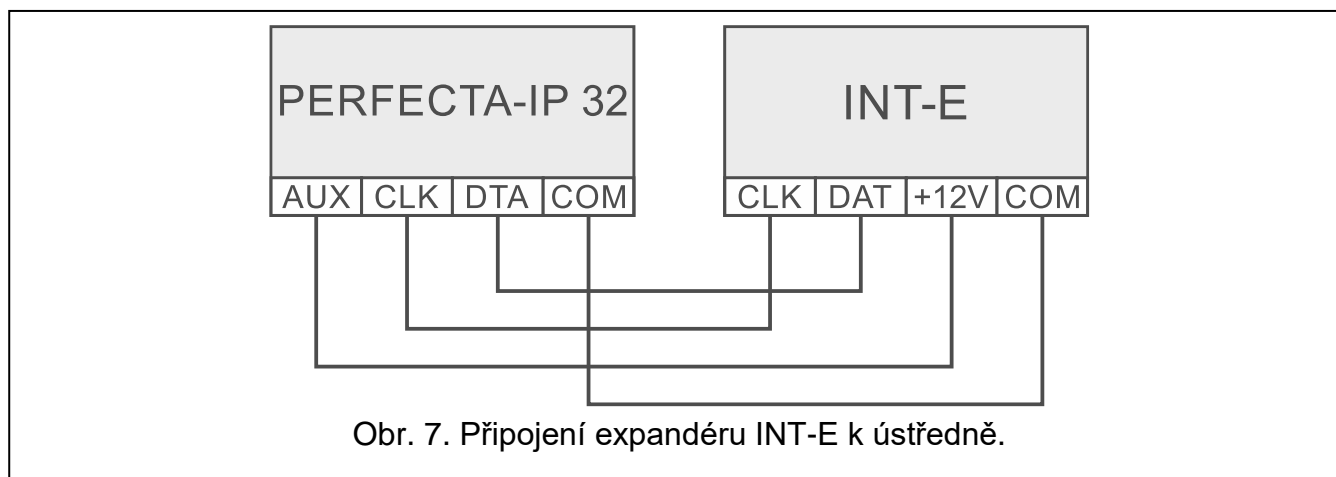 PERFECTA-IP 32 INT-E
AUX CLK DTA COM CLK DAT +12V COM
Obr. 7. Připojení expandéru INT-E k ústředně.